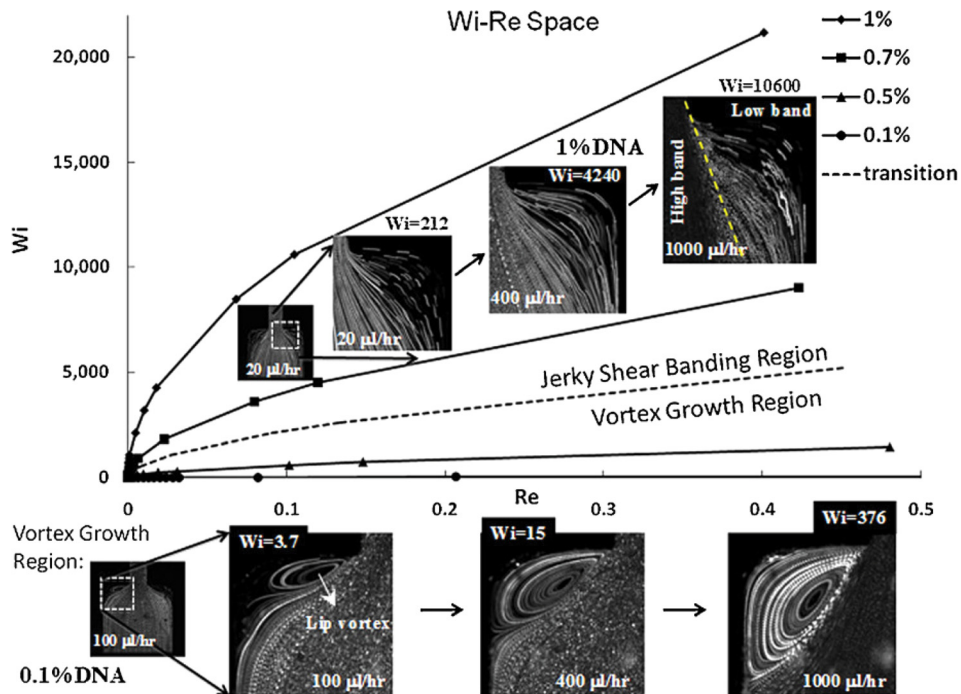 Wi-Re Space
1%
0.7%
0.5%
0.1%
transition
Wi
20,000
15,000
10,000
5,000
0
Wi=10600
Low band
High band
1000 µl/hr
1%DNA
Wi=4240
400 µl/hr
Wi=212
20 µl/hr
20 µl/hr
Jerky Shear Banding Region
Vortex Growth Region
0
0.1
0.2
0.3
0.4
0.5
Re
Vortex Growth
Region:
100 µl/hr
0.1%DNA
Wi=3.7
Lip vortex
100 µl/hr
Wi=15
400 µl/hr
Wi=376
1000 µl/hr